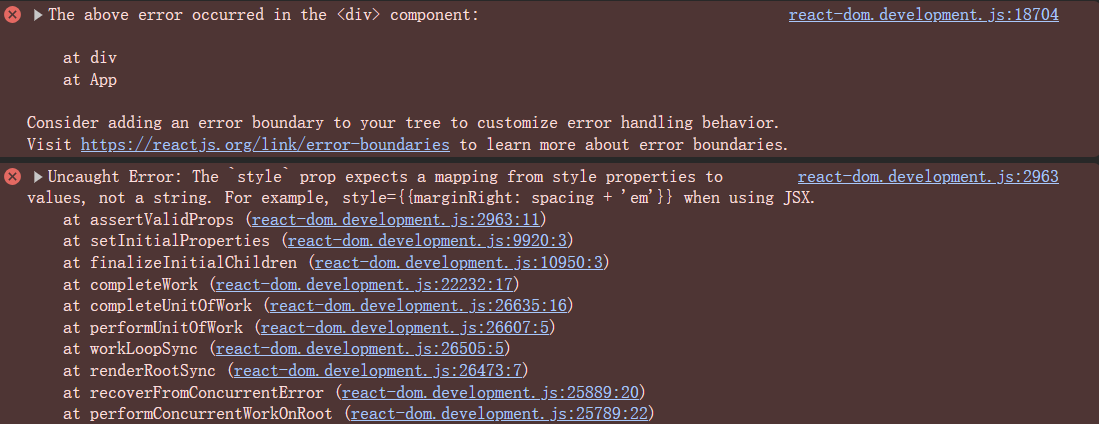 The above error occurred in the <div> component: react-dom.development.js:18704
at div
at App
Consider adding an error boundary to your tree to customize error handling behavior.
Visit https://reactjs.org/link/error-boundaries to learn more about error boundaries.
Uncaught Error: The `style` prop expects a mapping from style properties to react-dom.development.js:2963
values, not a string. For example, style={{marginRight: spacing + 'em'}} when using JSX.
at assertValidProps (react-dom.development.js:2963:11)
at setInitialProperties (react-dom.development.js:9920:3)
at finalizeInitialChildren (react-dom.development.js:10950:3)
at completeWork (react-dom.development.js:22232:17)
at completeUnitOfWork (react-dom.development.js:26635:16)
at performUnitOfWork (react-dom.development.js:26607:5)
at workLoopSync (react-dom.development.js:26505:5)
at renderRootSync (react-dom.development.js:26473:7)
at recoverFromConcurrentError (react-dom.development.js:25889:20)
at performConcurrentWorkOnRoot (react-dom.development.js:25789:22)